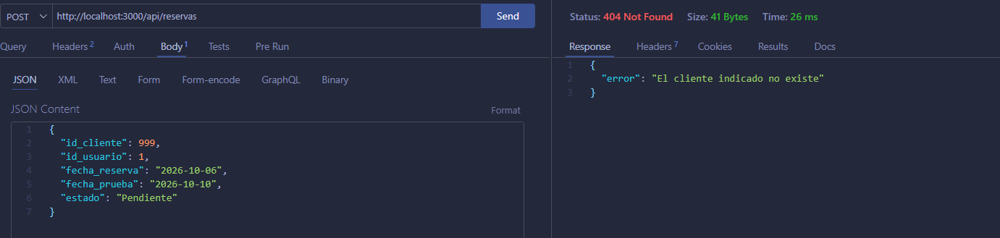 POST http://localhost:3000/api/reservas Send
Query Headers 2 Auth Body 1 Tests Pre Run
JSON XML Text Form Form-encode GraphQL Binary
JSON Content Format
1 {
2 "id_cliente": 999,
3 "id_usuario": 1,
4 "fecha_reserva": "2026-10-06",
5 "fecha_prueba": "2026-10-10",
6 "estado": "Pendiente"
7 }
Status: 404 Not Found Size: 41 Bytes Time: 26 ms
Response Headers 7 Cookies Results Docs
1 {
2 "error": "El cliente indicado no existe"
3 }